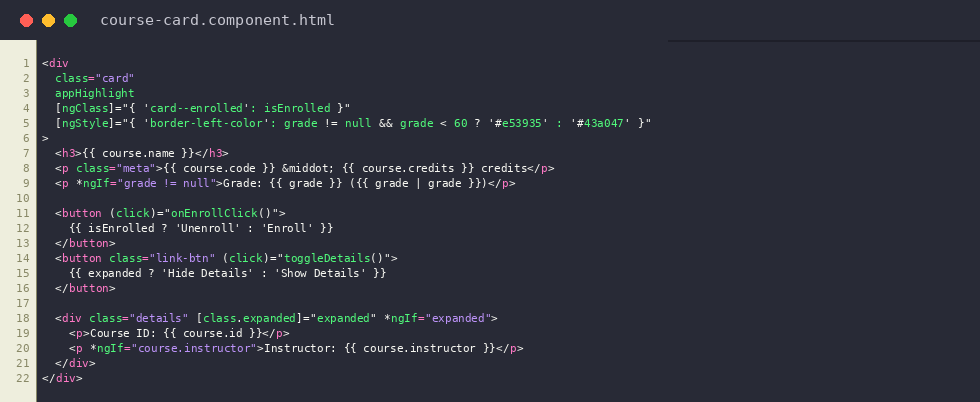 course-card.component.html
1 <div
2   class="card"
3   appHighlight
4   [ngClass]="{ 'card--enrolled': isEnrolled }"
5   [ngStyle]="{ 'border-left-color': grade != null && grade < 60 ? '#e53935' : '#43a047' }"
6 >
7   <h3>{{ course.name }}</h3>
8   <p class="meta">{{ course.code }} &middot; {{ course.credits }} credits</p>
9   <p *ngIf="grade != null">Grade: {{ grade }} ({{ grade | grade }})</p>
10
11   <button (click)="onEnrollClick()">
12     {{ isEnrolled ? 'Unenroll' : 'Enroll' }}
13   </button>
14   <button class="link-btn" (click)="toggleDetails()">
15     {{ expanded ? 'Hide Details' : 'Show Details' }}
16   </button>
17
18   <div class="details" [class.expanded]="expanded" *ngIf="expanded">
19     <p>Course ID: {{ course.id }}</p>
20     <p *ngIf="course.instructor">Instructor: {{ course.instructor }}</p>
21   </div>
22 </div>